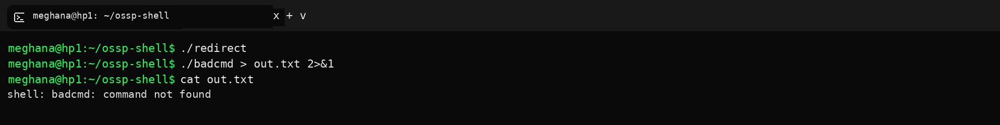 meghana@hp1: ~/ossp-shell x + v
meghana@hp1:~/ossp-shell$ ./redirect
meghana@hp1:~/ossp-shell$ ./badcmd > out.txt 2>&1
meghana@hp1:~/ossp-shell$ cat out.txt
shell: badcmd: command not found